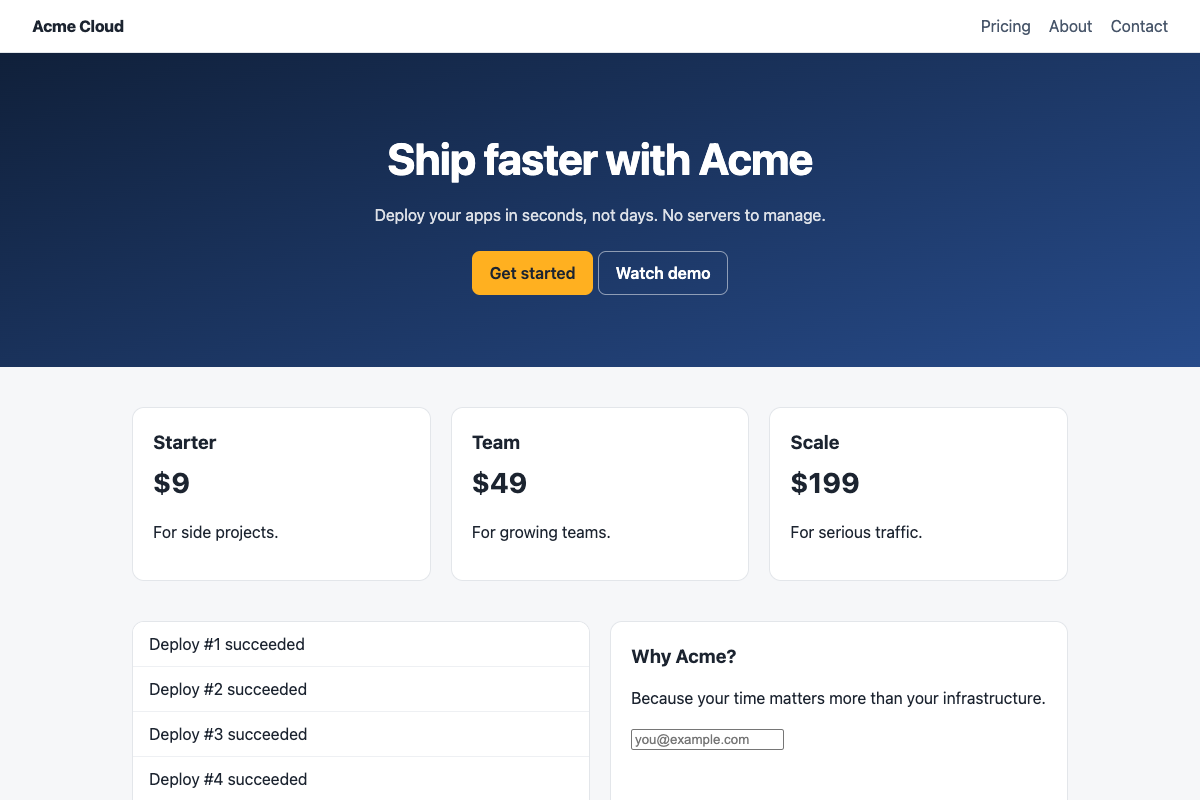 Acme Cloud
Pricing About Contact
Ship faster with Acme
Deploy your apps in seconds, not days. No servers to manage.
Get started Watch demo
Starter
$9
For side projects.
Team
$49
For growing teams.
Scale
$199
For serious traffic.
Deploy #1 succeeded
Deploy #2 succeeded
Deploy #3 succeeded
Deploy #4 succeeded
Why Acme?
Because your time matters more than your infrastructure.
you@example.com